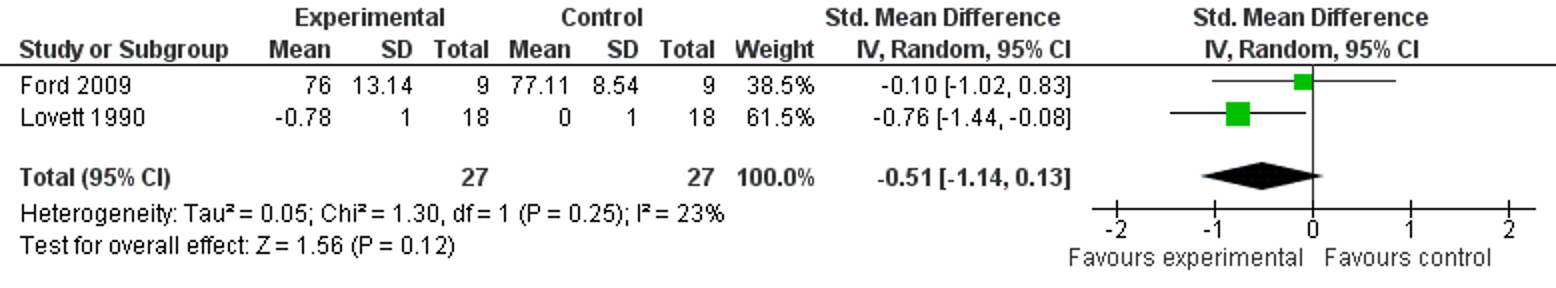 Experimental Control Std. Mean Difference Std. Mean Difference
Study or Subgroup Mean SD Total Mean SD Total Weight IV, Random, 95% CI IV, Random, 95% CI
Ford 2009 76 13.14 9 77.11 8.54 9 38.5% -0.10 [-1.02, 0.83]
Lovett 1990 -0.78 1 18 0 1 18 61.5% -0.76 [-1.44, -0.08]
Total (95% CI) 27 27 100.0% -0.51 [-1.14, 0.13]
Heterogeneity: Tau² = 0.05; Chi² = 1.30, df = 1 (P = 0.25); I² = 23%
Test for overall effect: Z = 1.56 (P = 0.12)
-2 -1 0 1 2
Favours experimental Favours control